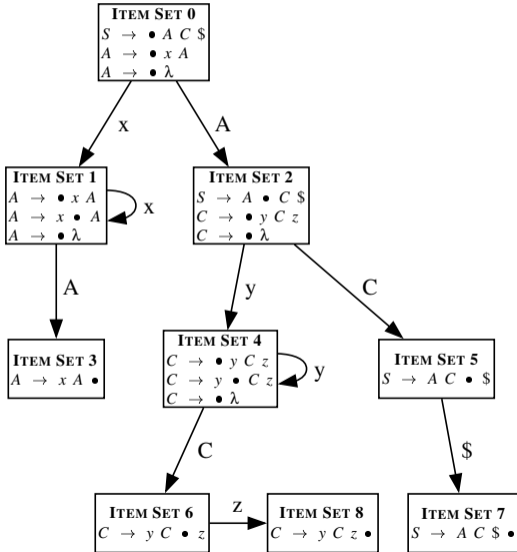 ITEM SET 0
S → • A C $
A → • x A
A → • λ
x
A
ITEM SET 1
A → • x A
A → x • A
A → • λ
x
ITEM SET 2
S → A • C $
C → • y C z
C → • λ
A
y
C
ITEM SET 3
A → x A •
ITEM SET 4
C → • y C z
C → y • C z
C → • λ
y
ITEM SET 5
S → A C • $
C
$
ITEM SET 6
C → y C • z
z
ITEM SET 8
C → y C z •
ITEM SET 7
S → A C $ •